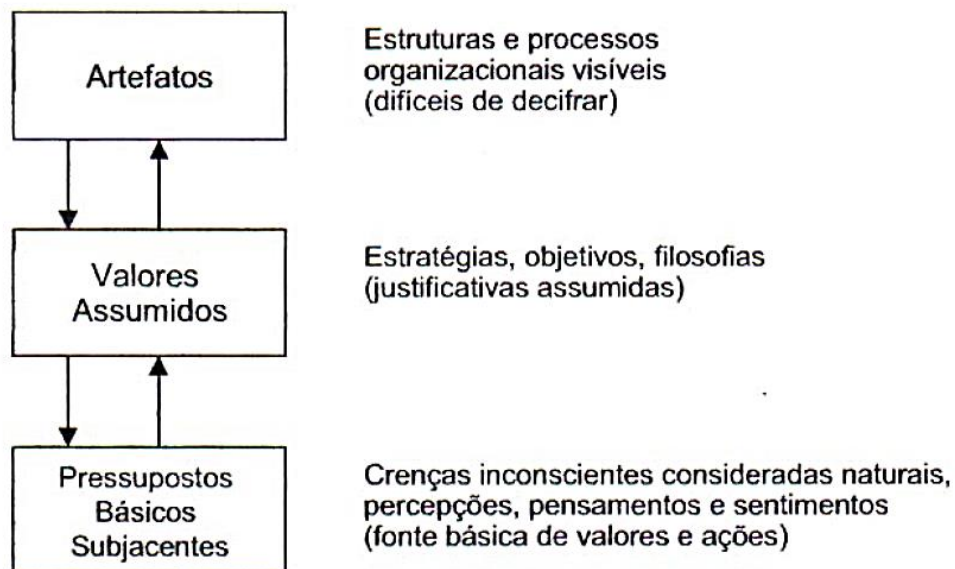 Artefatos
Estruturas e processos
organizacionais visíveis
(difíceis de decifrar)
Valores
Assumidos
Estratégias, objetivos, filosofias
(justificativas assumidas)
Pressupostos
Básicos
Subjacentes
Crenças inconscientes consideradas naturais,
percepções, pensamentos e sentimentos
(fonte básica de valores e ações)